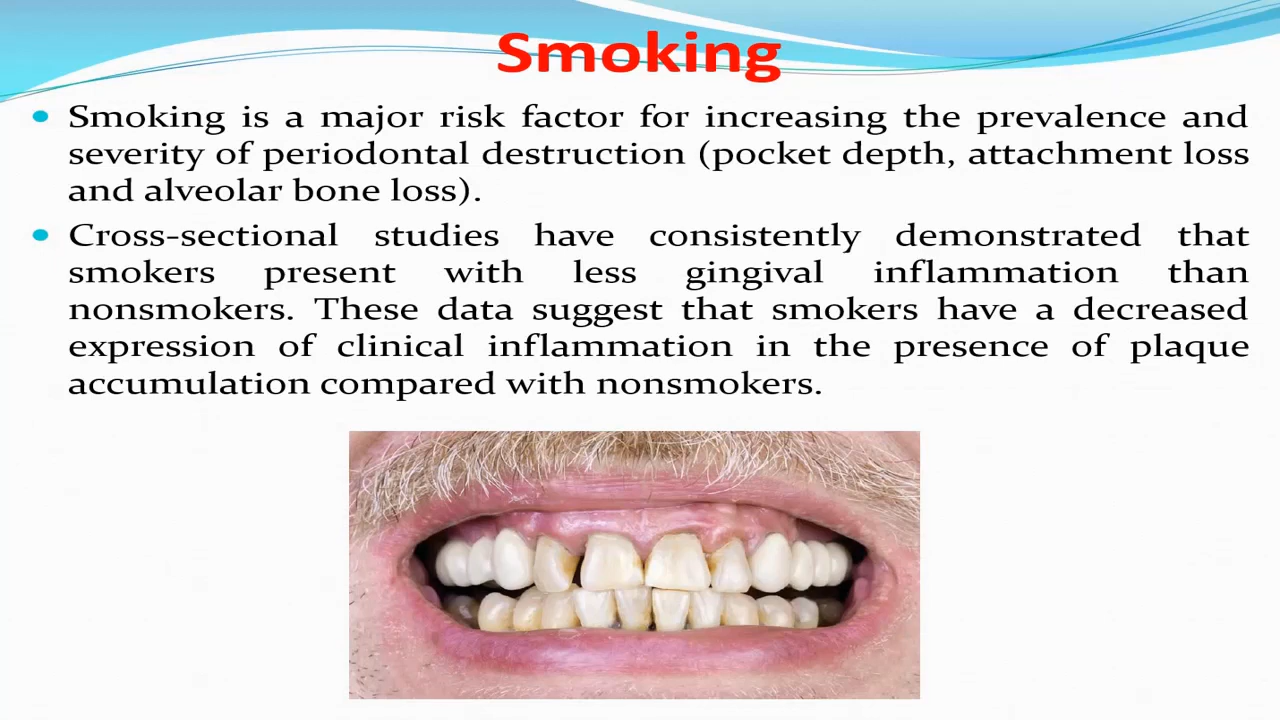 Smoking
• Smoking is a major risk factor for increasing the prevalence and
severity of periodontal destruction (pocket depth, attachment loss
and alveolar bone loss).
• Cross-sectional studies have consistently demonstrated that
smokers present with less gingival inflammation than
nonsmokers. These data suggest that smokers have a decreased
expression of clinical inflammation in the presence of plaque
accumulation compared with nonsmokers.